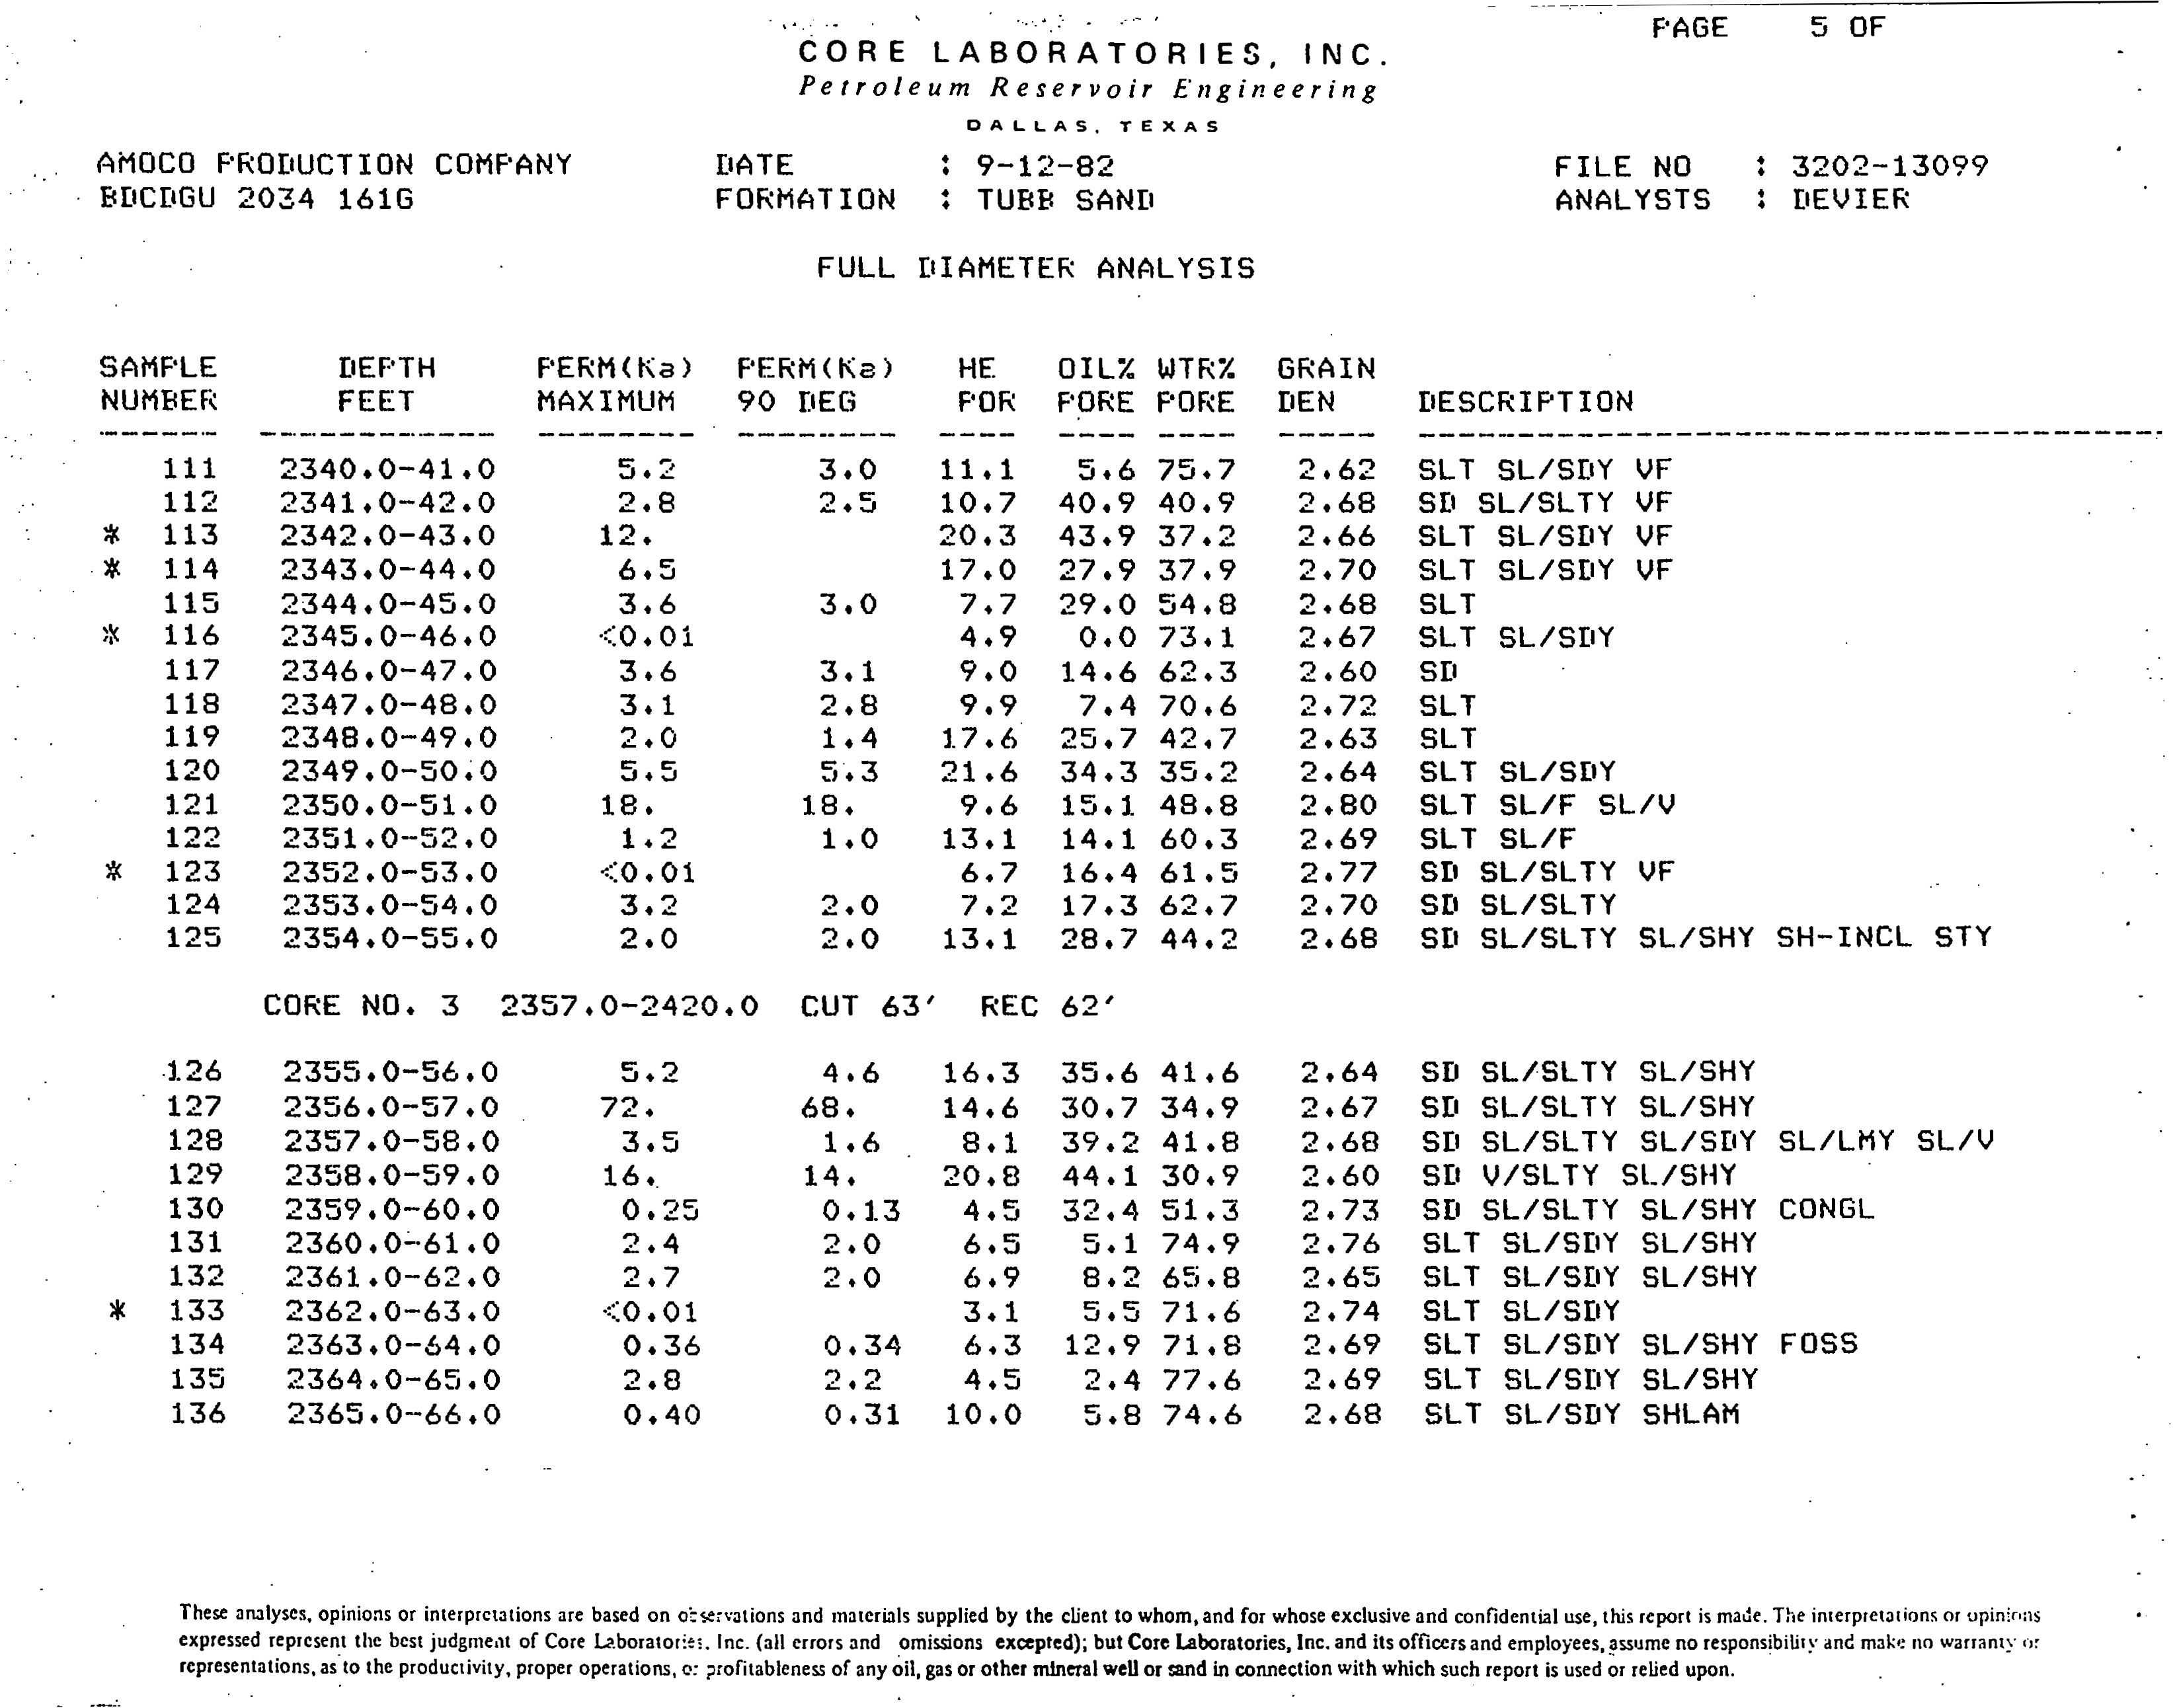 PAGE 5 OF
CORE LABORATORIES, INC.
Petroleum Reservoir Engineering
DALLAS, TEXAS
AMOCO PRODUCTION COMPANY DATE : 9-12-82 FILE NO : 3202-13099
BDCDGU 2034 161G FORMATION : TUBB SAND ANALYSTS : DEVIER
FULL DIAMETER ANALYSIS
SAMPLE DEPTH PERM(Ka) PERM(Ka) HE OIL% WTR% GRAIN
NUMBER FEET MAXIMUM 90 DEG POR PORE PORE DEN DESCRIPTION
111 2340.0-41.0 5.2 3.0 11.1 5.6 75.7 2.62 SLT SL/SDY VF
112 2341.0-42.0 2.8 2.5 10.7 40.9 40.9 2.68 SD SL/SLTY VF
* 113 2342.0-43.0 12. 20.3 43.9 37.2 2.66 SLT SL/SDY VF
* 114 2343.0-44.0 6.5 17.0 27.9 37.9 2.70 SLT SL/SDY VF
115 2344.0-45.0 3.6 3.0 7.7 29.0 54.8 2.68 SLT
* 116 2345.0-46.0 <0.01 4.9 0.0 73.1 2.67 SLT SL/SDY
117 2346.0-47.0 3.6 3.1 9.0 14.6 62.3 2.60 SD
118 2347.0-48.0 3.1 2.8 9.9 7.4 70.6 2.72 SLT
119 2348.0-49.0 2.0 1.4 17.6 25.7 42.7 2.63 SLT
120 2349.0-50.0 5.5 5.3 21.6 34.3 35.2 2.64 SLT SL/SDY
121 2350.0-51.0 18. 18. 9.6 15.1 48.8 2.80 SLT SL/F SL/V
122 2351.0-52.0 1.2 1.0 13.1 14.1 60.3 2.69 SLT SL/F
* 123 2352.0-53.0 <0.01 6.7 16.4 61.5 2.77 SD SL/SLTY VF
124 2353.0-54.0 3.2 2.0 7.2 17.3 62.7 2.70 SD SL/SLTY
125 2354.0-55.0 2.0 2.0 13.1 28.7 44.2 2.68 SD SL/SLTY SL/SHY SH-INCL STY
CORE NO. 3 2357.0-2420.0 CUT 63' REC 62'
126 2355.0-56.0 5.2 4.6 16.3 35.6 41.6 2.64 SD SL/SLTY SL/SHY
127 2356.0-57.0 72. 68. 14.6 30.7 34.9 2.67 SD SL/SLTY SL/SHY
128 2357.0-58.0 3.5 1.6 8.1 39.2 41.8 2.68 SD SL/SLTY SL/SDY SL/LMY SL/V
129 2358.0-59.0 16. 14. 20.8 44.1 30.9 2.60 SD V/SLTY SL/SHY
130 2359.0-60.0 0.25 0.13 4.5 32.4 51.3 2.73 SD SL/SLTY SL/SHY CONGL
131 2360.0-61.0 2.4 2.0 6.5 5.1 74.9 2.76 SLT SL/SDY SL/SHY
132 2361.0-62.0 2.7 2.0 6.9 8.2 65.8 2.65 SLT SL/SDY SL/SHY
* 133 2362.0-63.0 <0.01 3.1 5.5 71.6 2.74 SLT SL/SDY
134 2363.0-64.0 0.36 0.34 6.3 12.9 71.8 2.69 SLT SL/SDY SL/SHY FOSS
135 2364.0-65.0 2.8 2.2 4.5 2.4 77.6 2.69 SLT SL/SDY SL/SHY
136 2365.0-66.0 0.40 0.31 10.0 5.8 74.6 2.68 SLT SL/SDY SHLAM
These analyses, opinions or interpretations are based on observations and materials supplied by the client to whom, and for whose exclusive and confidential use, this report is made. The interpretations or opinions
expressed represent the best judgment of Core Laboratories, Inc. (all errors and omissions excepted); but Core Laboratories, Inc. and its officers and employees, assume no responsibility and make no warranty or
representations, as to the productivity, proper operations, or profitableness of any oil, gas or other mineral well or sand in connection with which such report is used or relied upon.